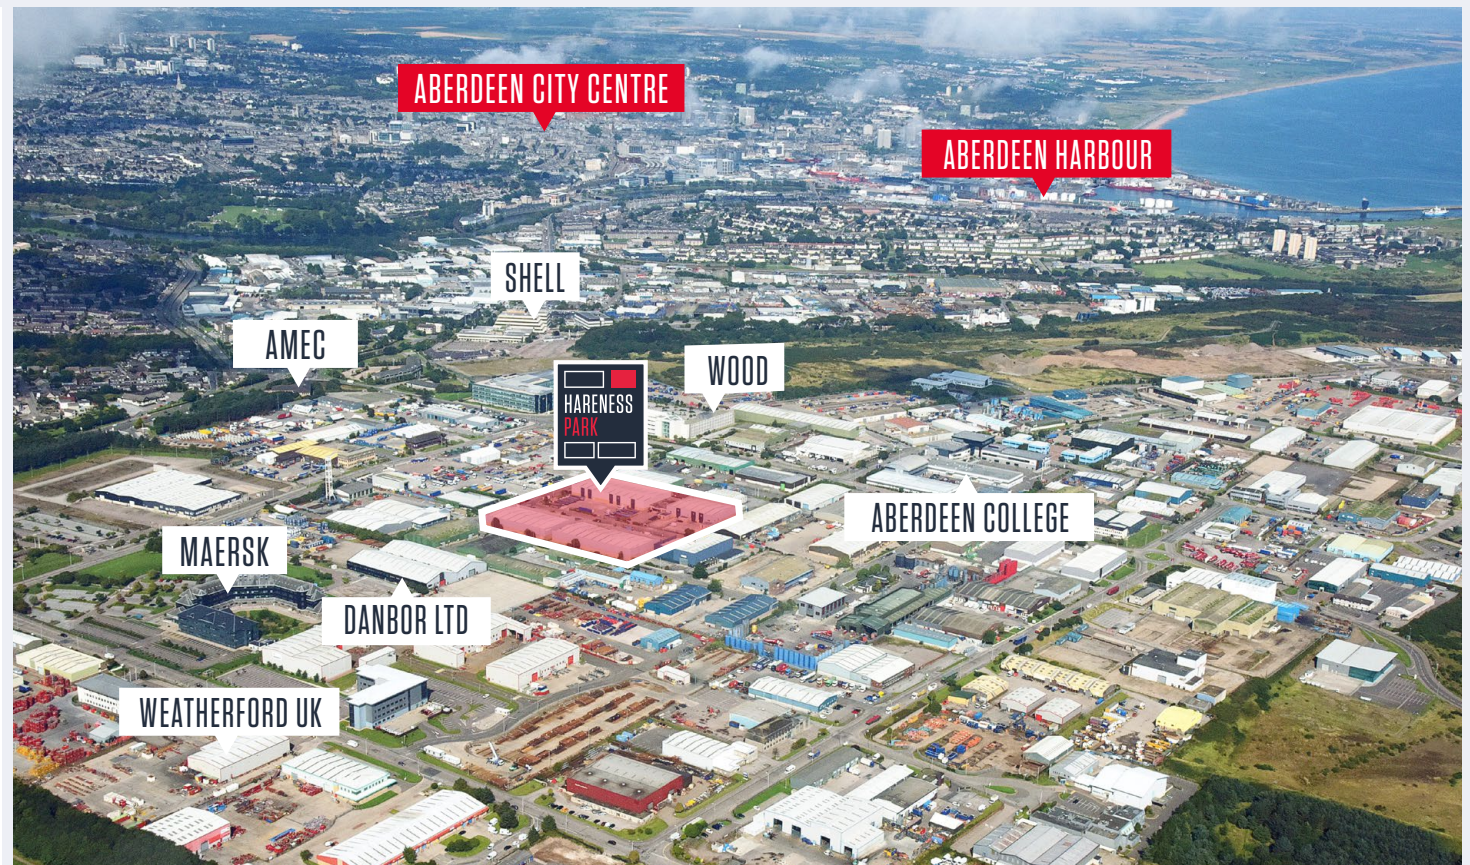 ABERDEEN CITY CENTRE
ABERDEEN HARBOUR
SHELL
AMEC
WOOD
HARENESS
PARK
ABERDEEN COLLEGE
MAERSK
DANBOR LTD
WEATHERFORD UK